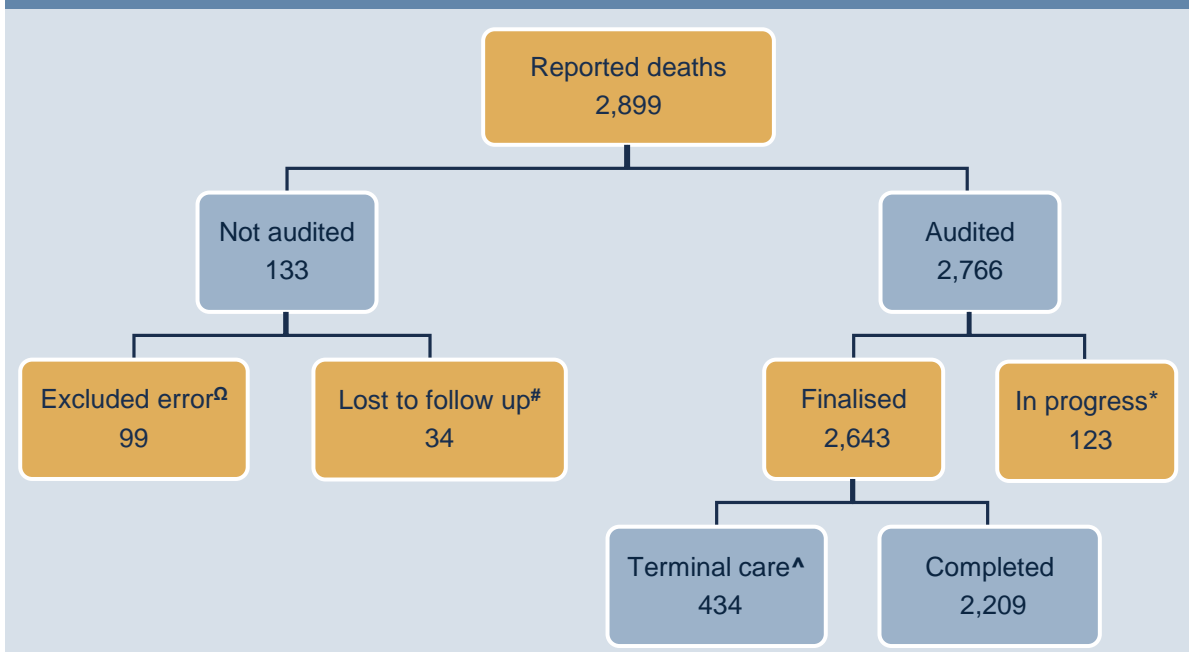 Reported deaths
2,899
Not audited
133
Audited
2,766
Excluded errorΩ
99
Lost to follow up#
34
Finalised
2,643
In progress*
123
Terminal care^
434
Completed
2,209